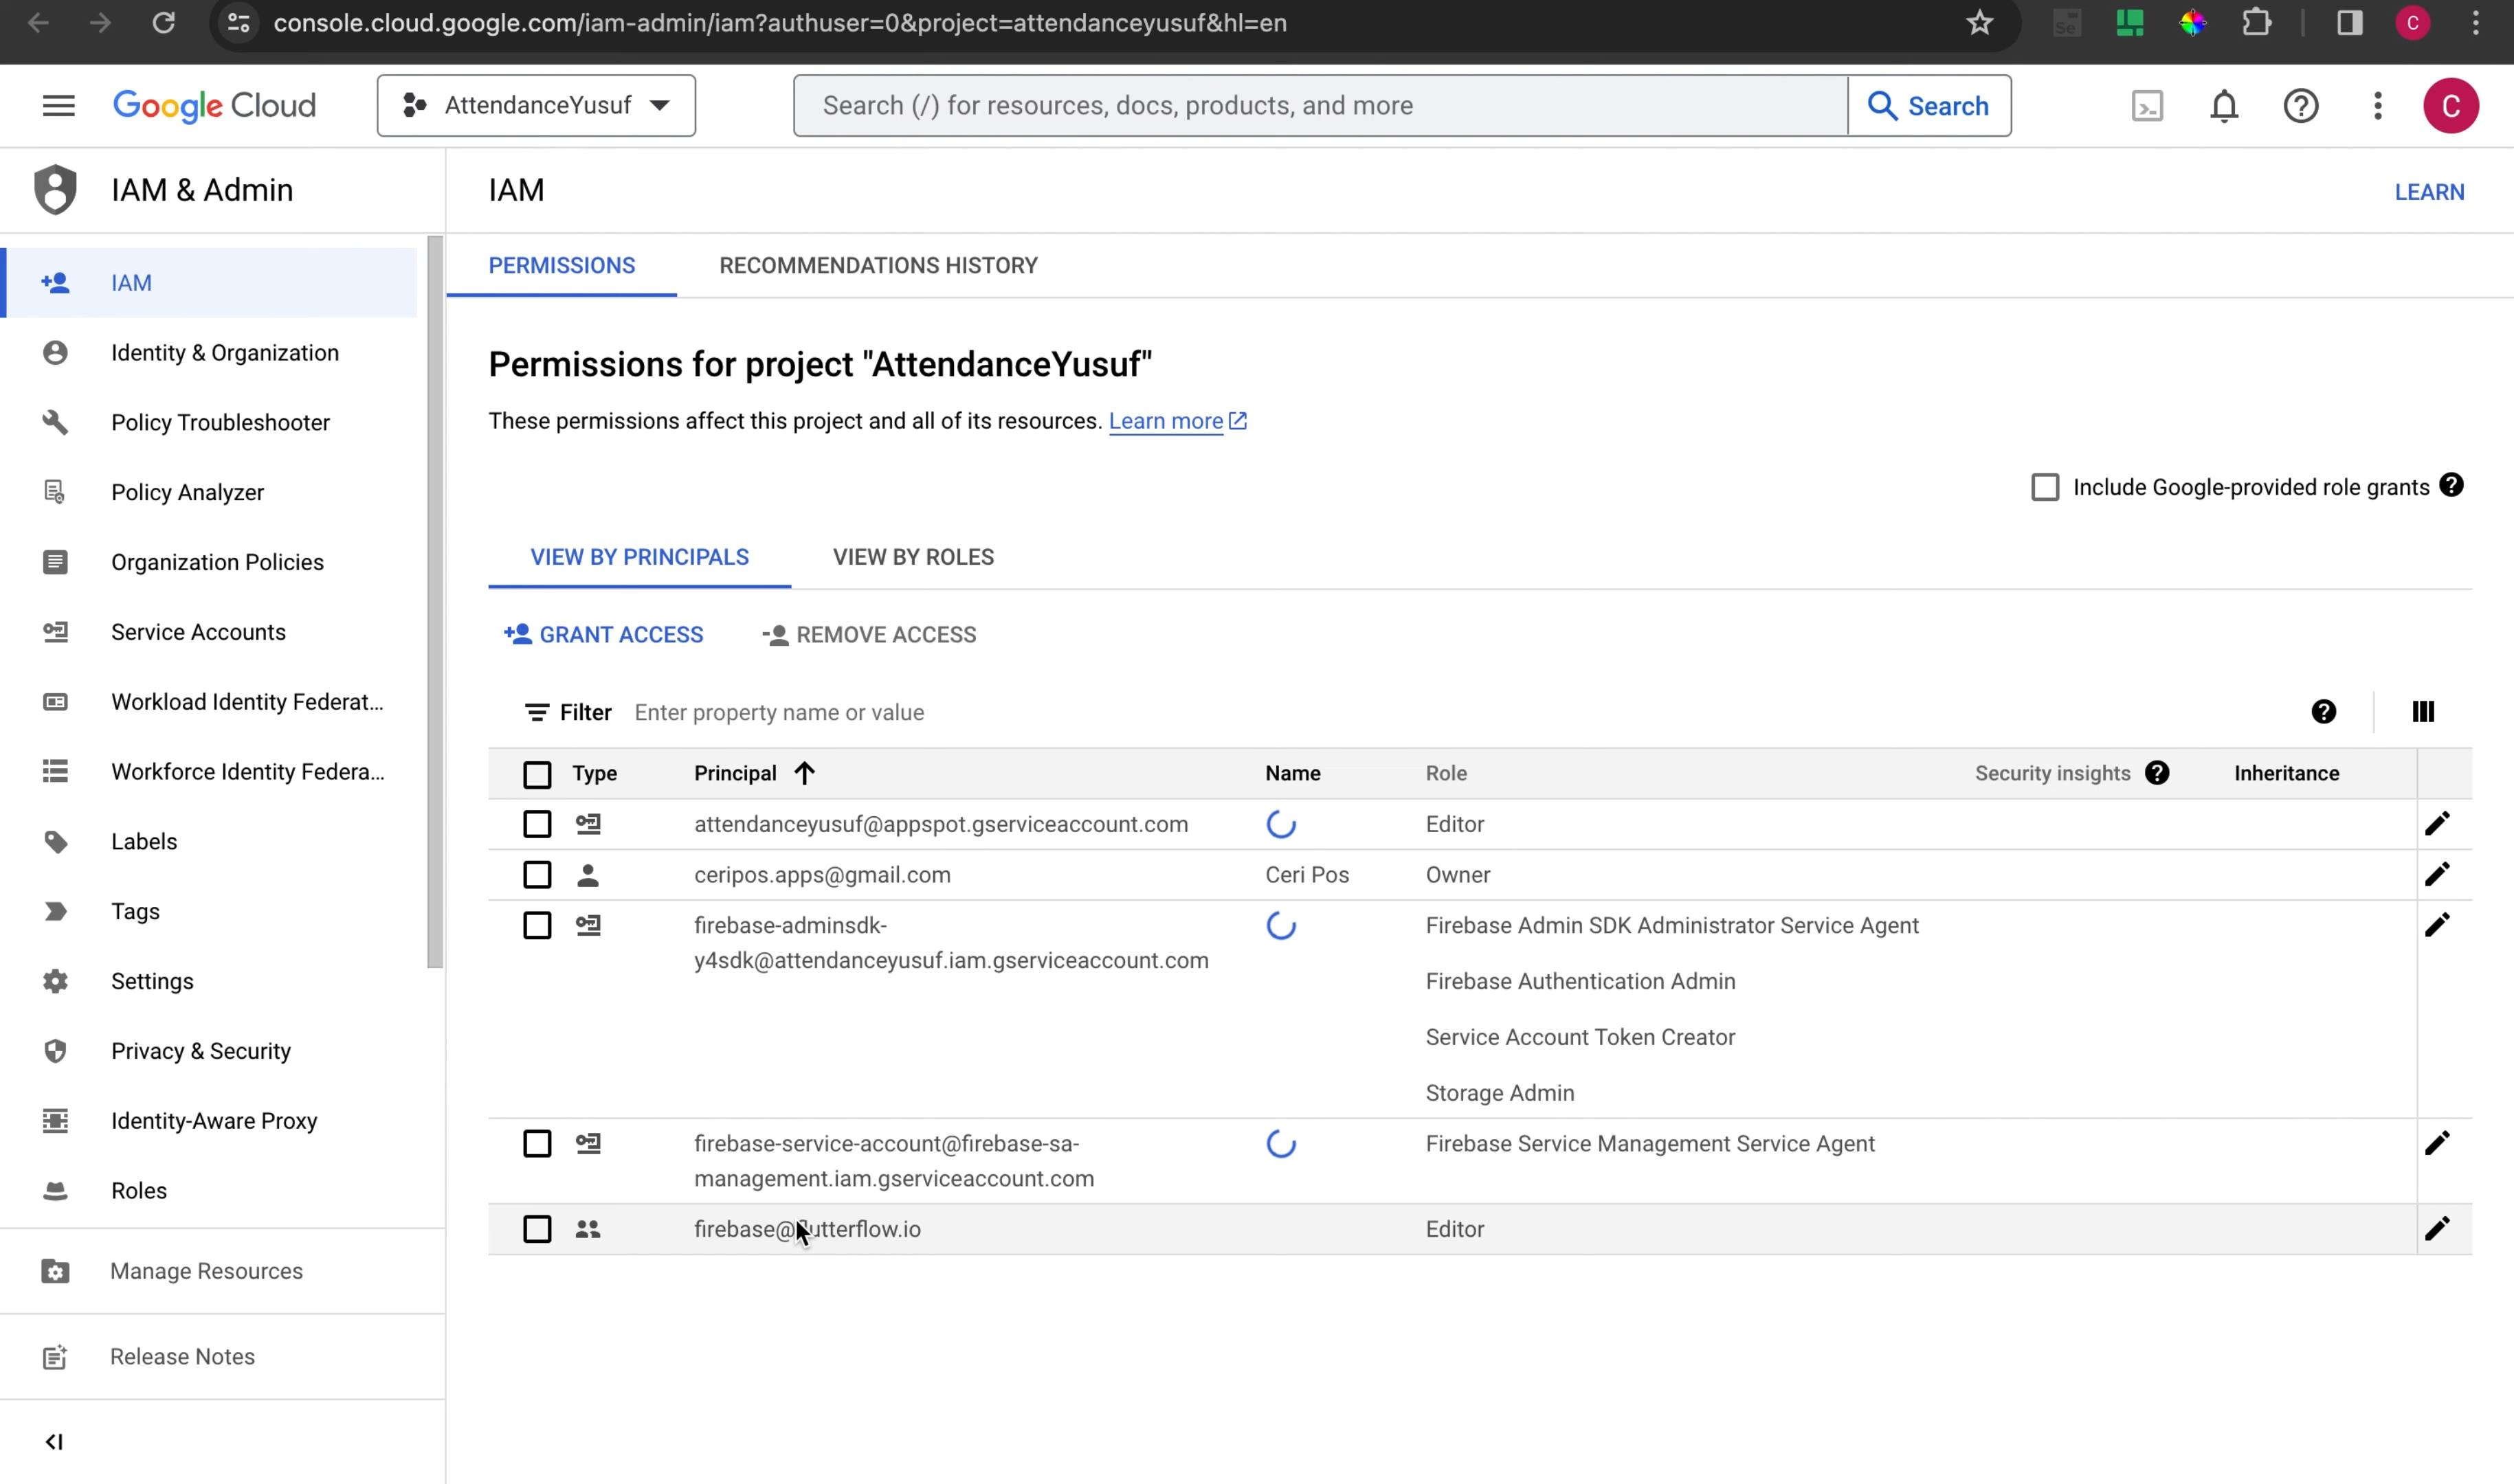 console.cloud.google.com/iam-admin/iam?authuser=0&project=attendanceyusuf&hl=en
C
Google Cloud
AttendanceYusuf
Search (/) for resources, docs, products, and more
Search
C
IAM & Admin
IAM
Identity & Organization
Policy Troubleshooter
Policy Analyzer
Organization Policies
Service Accounts
Workload Identity Federat...
Workforce Identity Federa...
Labels
Tags
Settings
Privacy & Security
Identity-Aware Proxy
Roles
Manage Resources
Release Notes
IAM
LEARN
PERMISSIONS
RECOMMENDATIONS HISTORY
Permissions for project "AttendanceYusuf"
These permissions affect this project and all of its resources. Learn more
Include Google-provided role grants
VIEW BY PRINCIPALS
VIEW BY ROLES
GRANT ACCESS
REMOVE ACCESS
Filter Enter property name or value
Type Principal Name Role Security insights Inheritance
attendanceyusuf@appspot.gserviceaccount.com Editor
ceripos.apps@gmail.com Ceri Pos Owner
firebase-adminsdk-
y4sdk@attendanceyusuf.iam.gserviceaccount.com
Firebase Admin SDK Administrator Service Agent
Firebase Authentication Admin
Service Account Token Creator
Storage Admin
firebase-service-account@firebase-sa-
management.iam.gserviceaccount.com
Firebase Service Management Service Agent
firebase@flutterflow.io Editor